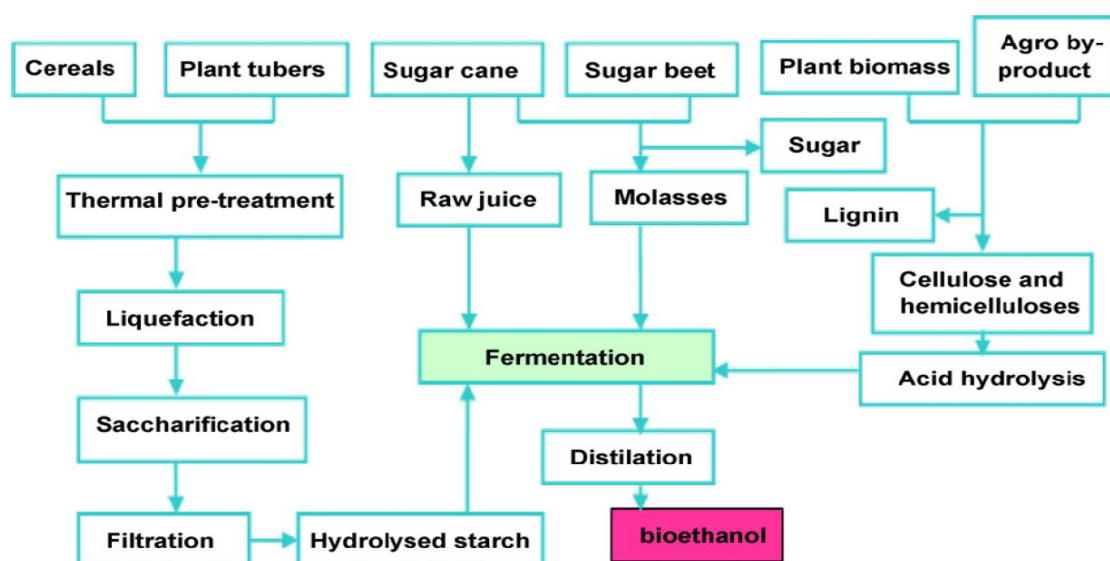 Cereals
Plant tubers
Sugar cane
Sugar beet
Plant biomass
Agro by-
product
Sugar
Thermal pre-treatment
Raw juice
Molasses
Lignin
Cellulose and
hemicelluloses
Liquefaction
Fermentation
Acid hydrolysis
Saccharification
Distilation
Filtration
Hydrolysed starch
bioethanol